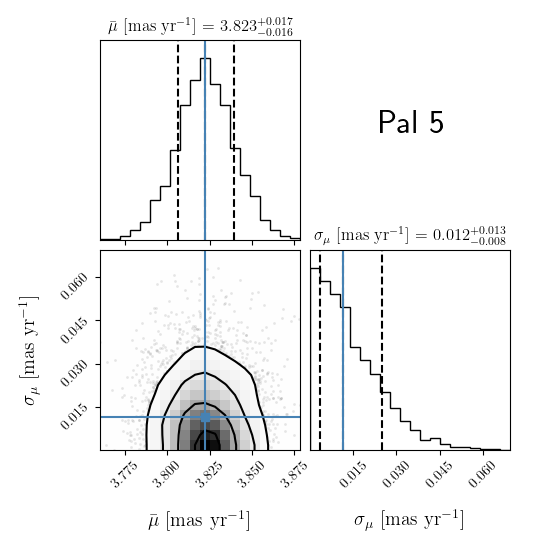 μ̄ [mas yr⁻¹] = 3.823⁺⁰·⁰¹⁷₋₀.₀₁₆
Pal 5
σ_μ [mas yr⁻¹] = 0.012⁺⁰·⁰¹³₋₀.₀₀₈
0.060
0.045
0.030
0.015
σ_μ [mas yr⁻¹]
3.775 3.800 3.825 3.850 3.875
0.015 0.030 0.045 0.060
μ̄ [mas yr⁻¹]
σ_μ [mas yr⁻¹]